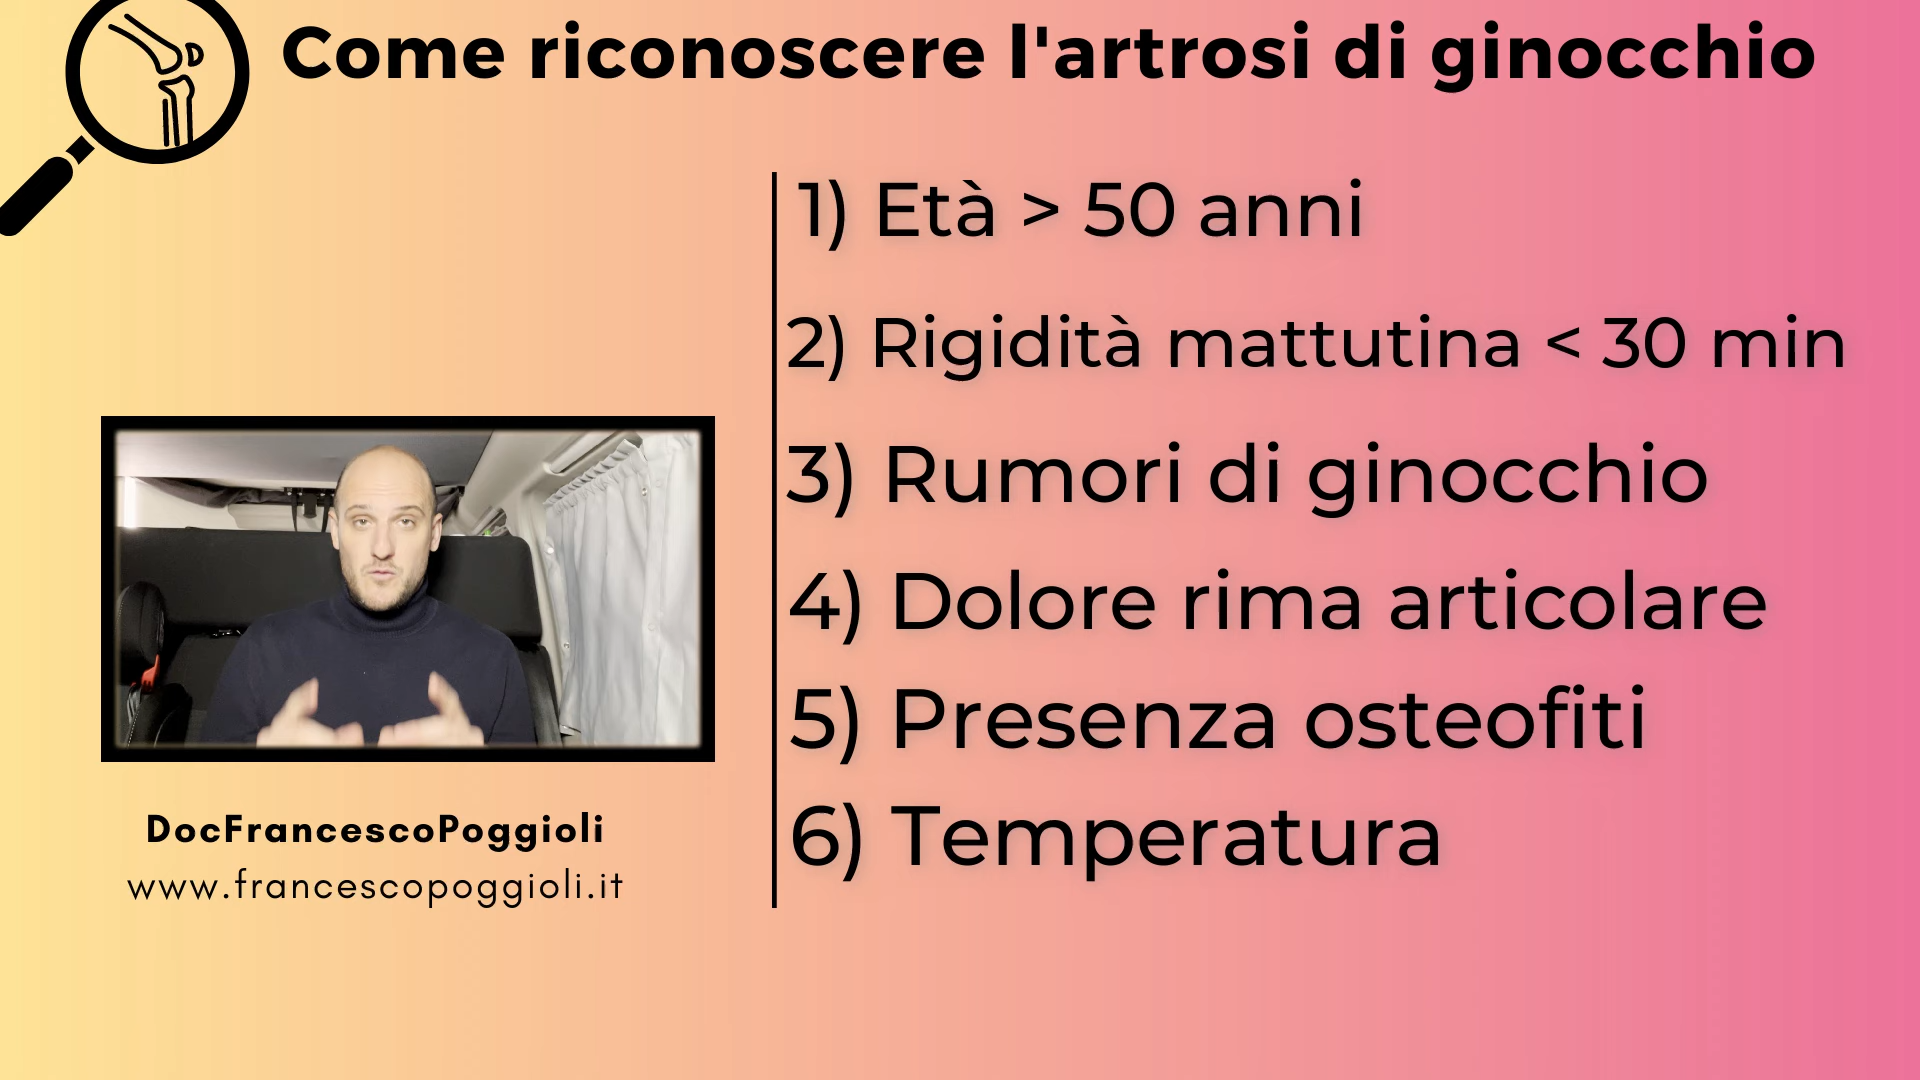 Come riconoscere l'artrosi di ginocchio
1) Età > 50 anni
2) Rigidità mattutina < 30 min
3) Rumori di ginocchio
4) Dolore rima articolare
5) Presenza osteofiti
6) Temperatura
DocFrancescoPoggioli
www.francescopoggioli.it